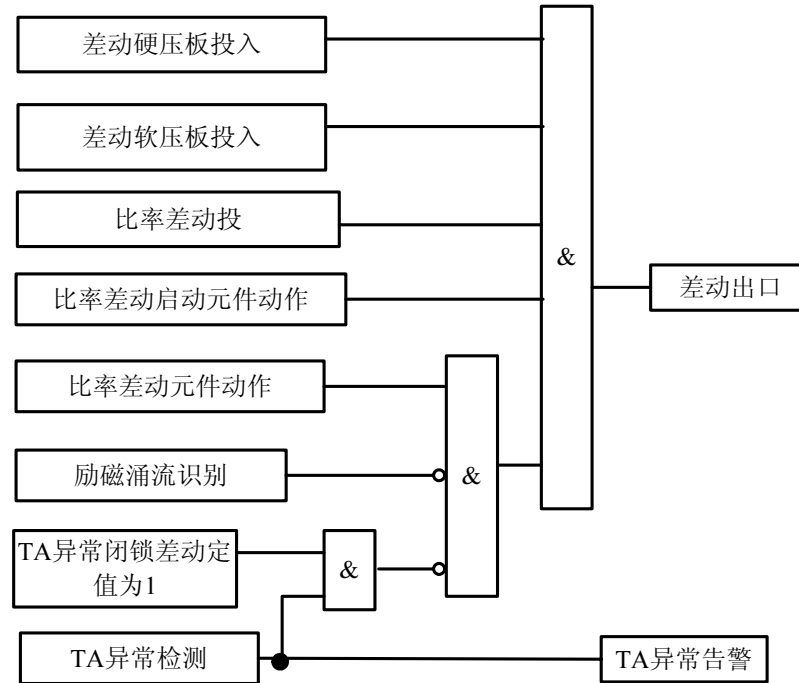 差动硬压板投入
差动软压板投入
比率差动投
&
比率差动启动元件动作
差动出口
比率差动元件动作
励磁涌流识别
&
TA异常闭锁差动定
值为1
&
TA异常检测
TA异常告警